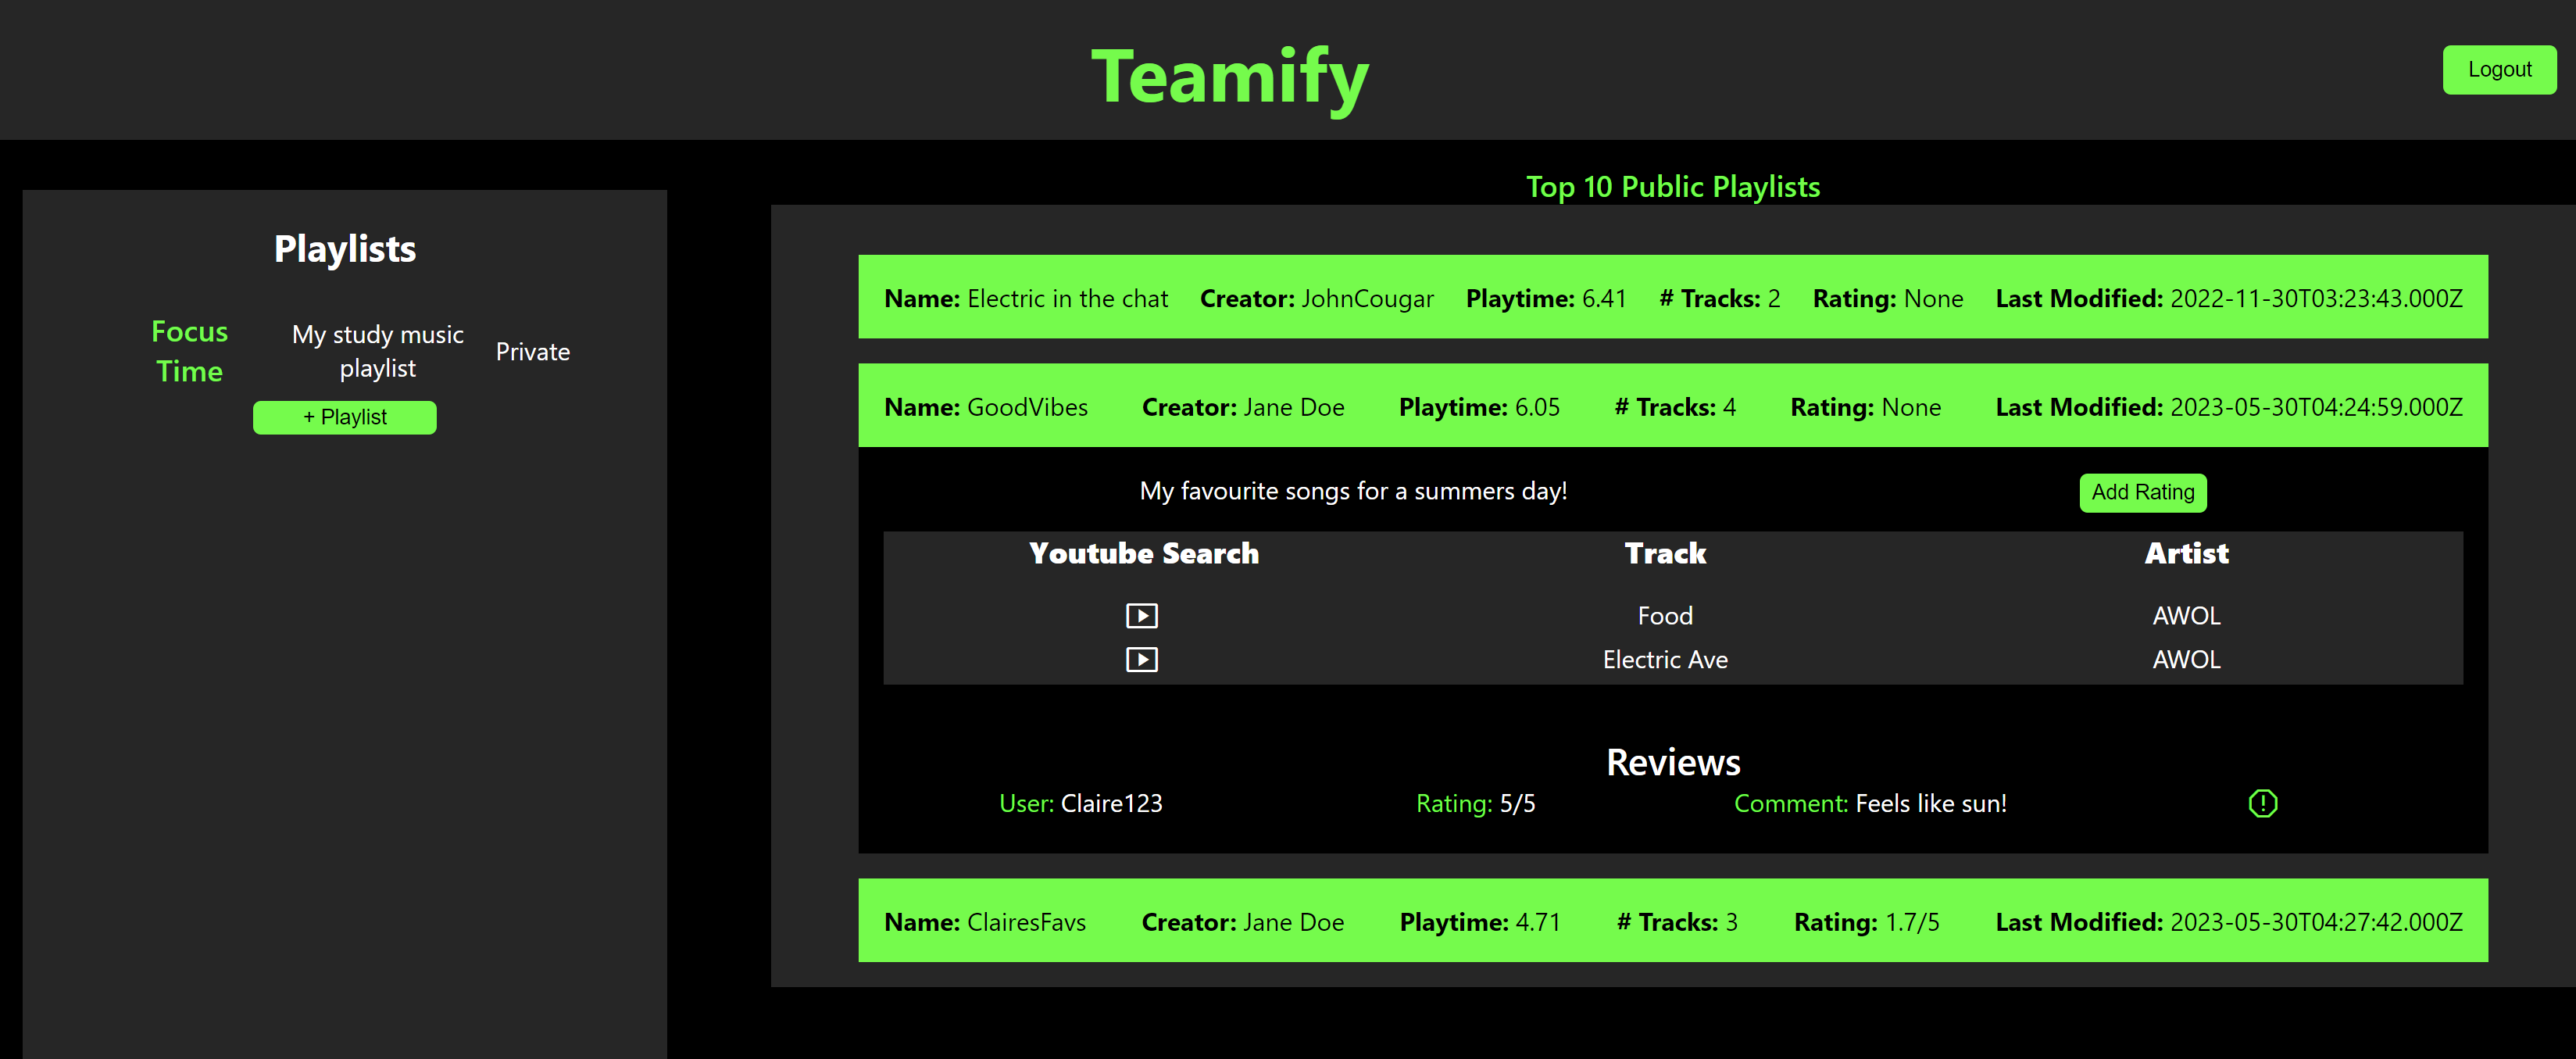 Teamify
Logout
Playlists
Focus
Time
My study music
playlist
Private
+ Playlist
Top 10 Public Playlists
Name: Electric in the chat Creator: JohnCougar Playtime: 6.41 # Tracks: 2 Rating: None Last Modified: 2022-11-30T03:23:43.000Z
Name: GoodVibes Creator: Jane Doe Playtime: 6.05 # Tracks: 4 Rating: None Last Modified: 2023-05-30T04:24:59.000Z
My favourite songs for a summers day! Add Rating
Youtube Search Track Artist
Food AWOL
Electric Ave AWOL
Reviews
User: Claire123 Rating: 5/5 Comment: Feels like sun!
Name: ClairesFavs Creator: Jane Doe Playtime: 4.71 # Tracks: 3 Rating: 1.7/5 Last Modified: 2023-05-30T04:27:42.000Z